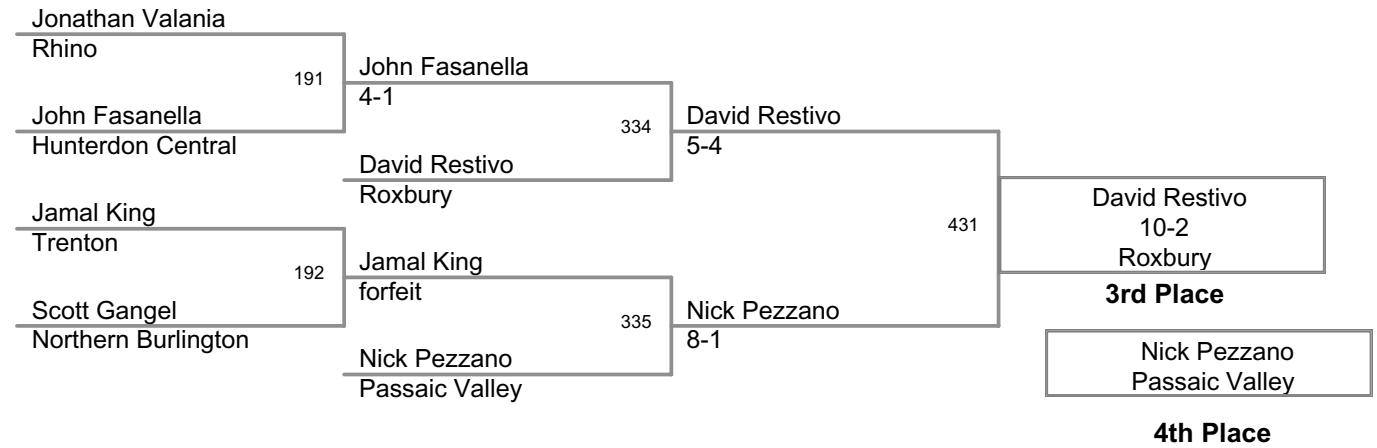 Jonathan Valania
Rhino
191
John Fasanella
4-1
John Fasanella
Hunterdon Central
334
David Restivo
5-4
David Restivo
Roxbury
Jamal King
Trenton
192
Jamal King
forfeit
Scott Gangel
Northern Burlington
335
Nick Pezzano
8-1
Nick Pezzano
Passaic Valley
431
David Restivo
10-2
Roxbury
3rd Place
Nick Pezzano
Passaic Valley
4th Place